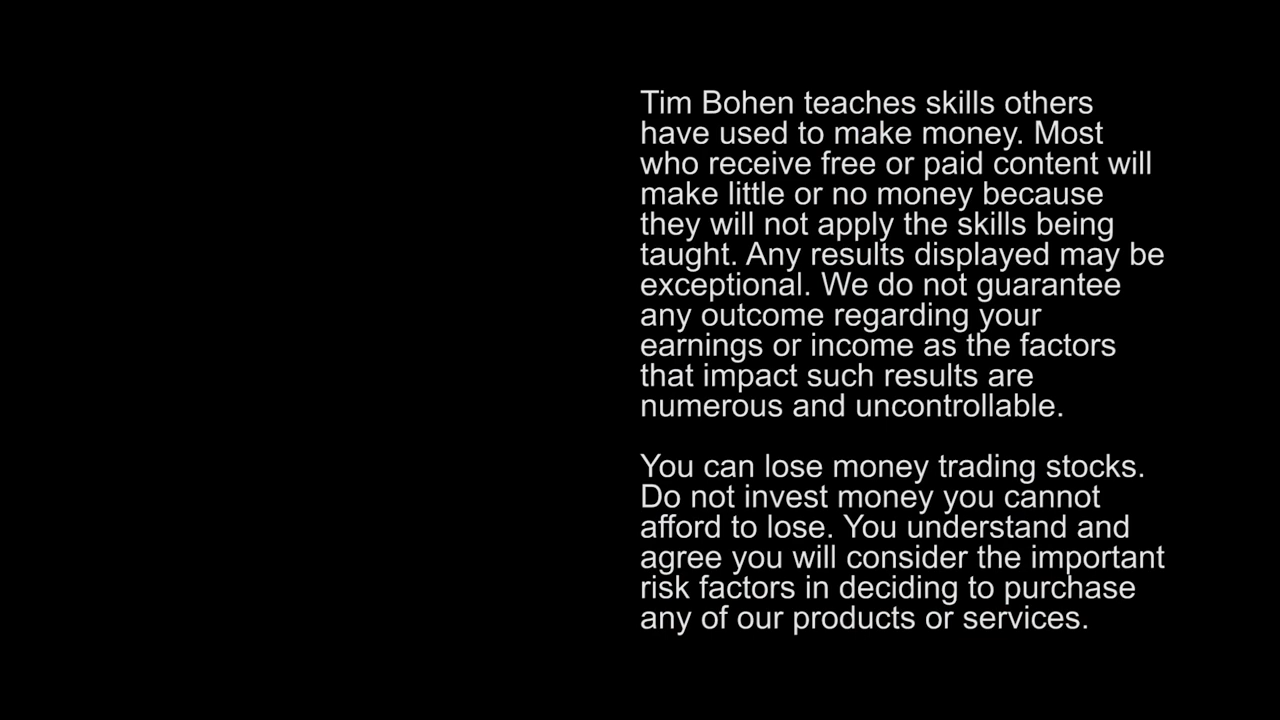 Tim Bohen teaches skills others
have used to make money. Most
who receive free or paid content will
make little or no money because
they will not apply the skills being
taught. Any results displayed may be
exceptional. We do not guarantee
any outcome regarding your
earnings or income as the factors
that impact such results are
numerous and uncontrollable.
You can lose money trading stocks.
Do not invest money you cannot
afford to lose. You understand and
agree you will consider the important
risk factors in deciding to purchase
any of our products or services.